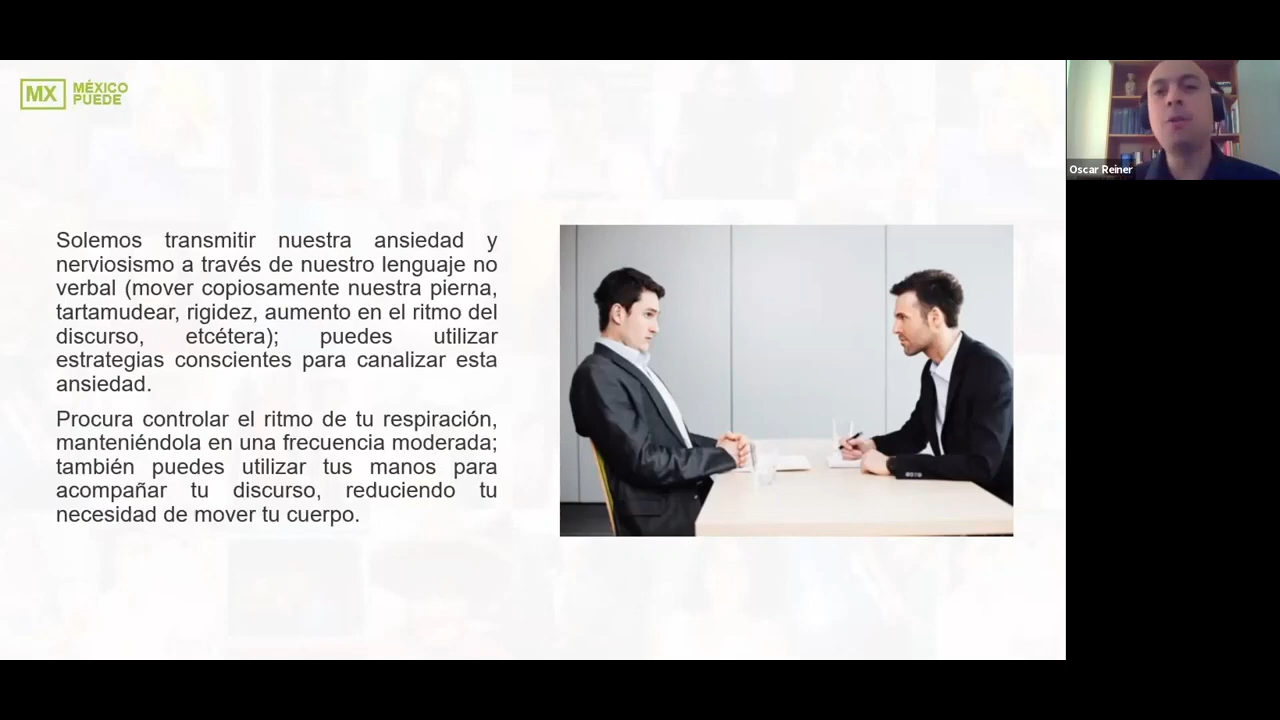 MX MÉXICO
PUEDE
Oscar Reiner
Solemos transmitir nuestra ansiedad y
nerviosismo a través de nuestro lenguaje no
verbal (mover copiosamente nuestra pierna,
tartamudear, rigidez, aumento en el ritmo del
discurso, etcétera); puedes utilizar
estrategias conscientes para canalizar esta
ansiedad.
Procura controlar el ritmo de tu respiración,
manteniéndola en una frecuencia moderada;
también puedes utilizar tus manos para
acompañar tu discurso, reduciendo tu
necesidad de mover tu cuerpo.